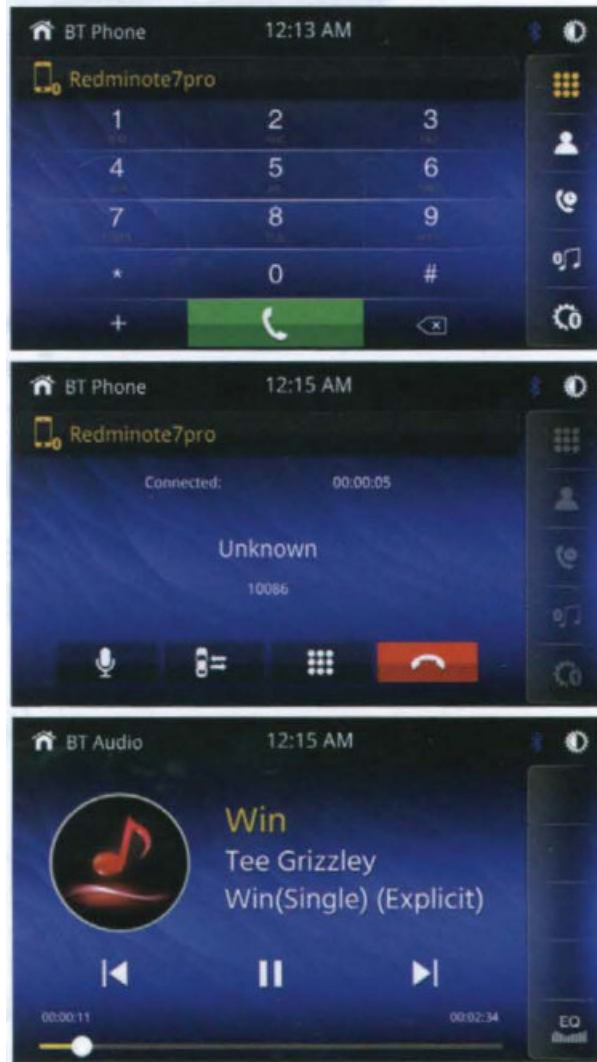 BT Phone 12:13 AM
Redminote7pro
1 2 3
4 5 6
7 8 9
* 0 #
+
BT Phone 12:15 AM
Redminote7pro
Connected: 00:00:05
Unknown
10086
BT Audio 12:15 AM
Win
Tee Grizzley
Win(Single) (Explicit)
00:00:11 00:02:34
EQ